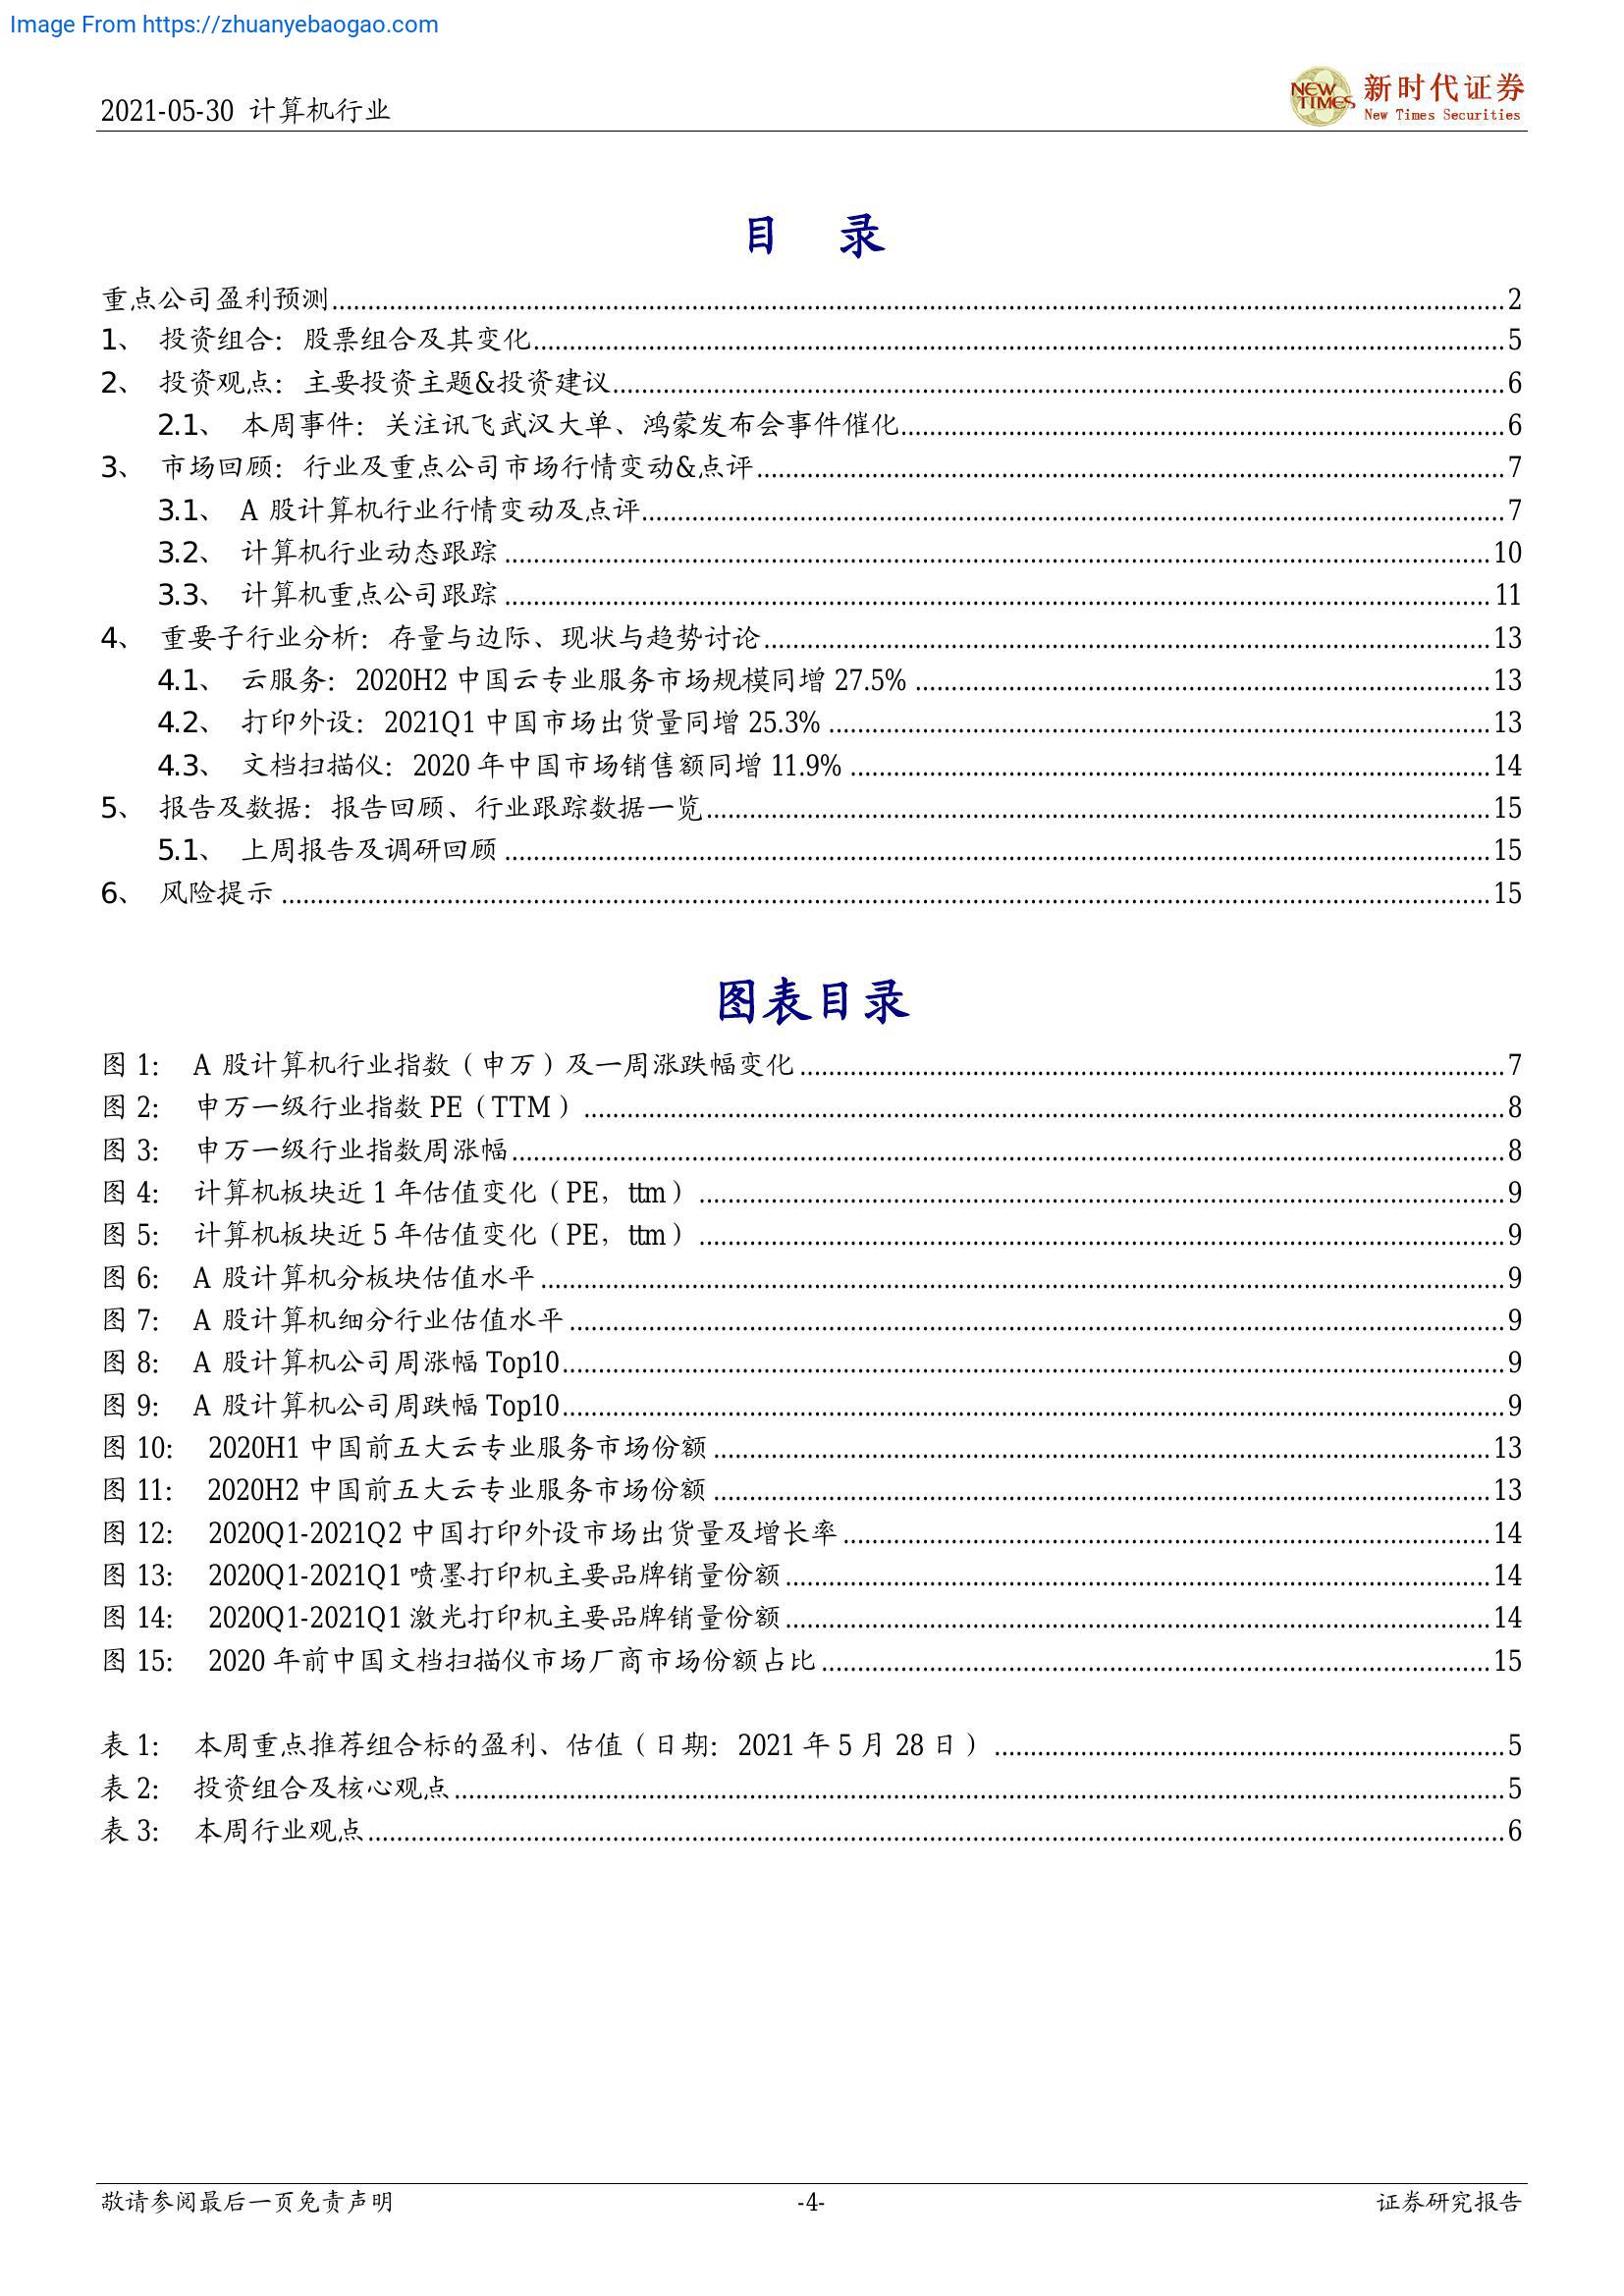 Image From https://zhuanyebaogao.com
2021-05-30 计算机行业
NEW TIMES
新时代证券
New Times Securities
目 录
重点公司盈利预测 2
1、 投资组合：股票组合及其变化 5
2、 投资观点：主要投资主题&投资建议 6
2.1、 本周事件：关注讯飞武汉大单、鸿蒙发布会事件催化 6
3、 市场回顾：行业及重点公司市场行情变动&点评 7
3.1、 A 股计算机行业行情变动及点评 7
3.2、 计算机行业动态跟踪 10
3.3、 计算机重点公司跟踪 11
4、 重要子行业分析：存量与边际、现状与趋势讨论 13
4.1、 云服务：2020H2 中国云专业服务市场规模同增 27.5% 13
4.2、 打印外设：2021Q1 中国市场出货量同增 25.3% 13
4.3、 文档扫描仪：2020 年中国市场销售额同增 11.9% 14
5、 报告及数据：报告回顾、行业跟踪数据一览 15
5.1、 上周报告及调研回顾 15
6、 风险提示 15
图表目录
图 1： A 股计算机行业指数（申万）及一周涨跌幅变化 7
图 2： 申万一级行业指数 PE（TTM） 8
图 3： 申万一级行业指数周涨幅 8
图 4： 计算机板块近 1 年估值变化（PE，ttm） 9
图 5： 计算机板块近 5 年估值变化（PE，ttm） 9
图 6： A 股计算机分板块估值水平 9
图 7： A 股计算机细分行业估值水平 9
图 8： A 股计算机公司周涨幅 Top10 9
图 9： A 股计算机公司周跌幅 Top10 9
图 10： 2020H1 中国前五大云专业服务市场份额 13
图 11： 2020H2 中国前五大云专业服务市场份额 13
图 12： 2020Q1-2021Q2 中国打印外设市场出货量及增长率 14
图 13： 2020Q1-2021Q1 喷墨打印机主要品牌销量份额 14
图 14： 2020Q1-2021Q1 激光打印机主要品牌销量份额 14
图 15： 2020 年前中国文档扫描仪市场厂商市场份额占比 15
表 1： 本周重点推荐组合标的盈利、估值（日期：2021 年 5 月 28 日） 5
表 2： 投资组合及核心观点 5
表 3： 本周行业观点 6
敬请参阅最后一页免责声明 -4- 证券研究报告